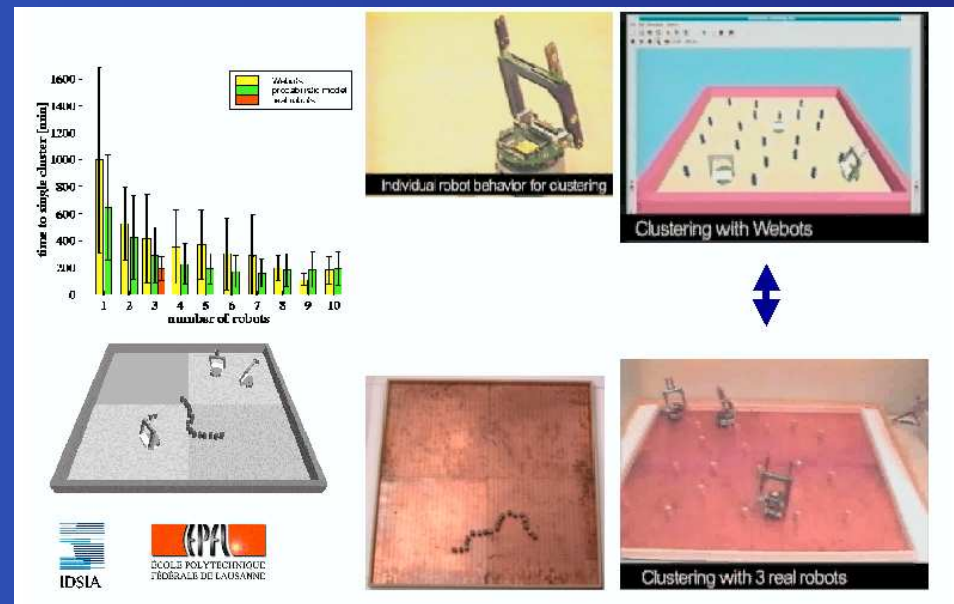 time to single cluster [min]
1600
1400
1200
1000
800
600
400
200
0
Webots
probabilistic model
real robots
1 2 3 4 5 6 7 8 9 10
number of robots
Individual robot behavior for clustering
Clustering with Webots
IDSIA
EPFL
ÉCOLE POLYTECHNIQUE
FÉDÉRALE DE LAUSANNE
Clustering with 3 real robots